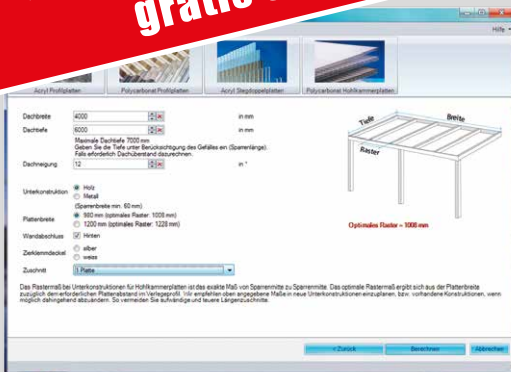 gratis
Hilfe
Acryl Profilplatten
Polycarbonat Profilplatten
Acryl Stegdoppelplatten
Polycarbonat Hohlkammerplatten
Dachbreite 4000 in mm
Dachtiefe 6000 in mm
Maximale Dachtiefe 7000 mm
Geben Sie die Tiefe unter Berücksichtigung des Gefälles ein (Sparrenlänge).
Falls erforderlich Dachüberstand dazurechnen.
Dachneigung 12 in °
Unterkonstruktion Holz
Metall
(Sparrenbreite min. 60 mm)
Plattenbreite 980 mm (optimales Raster: 1008 mm)
1200 mm (optimales Raster: 1228 mm)
Wandabschluss Hinten
Zierklemmdeckel silber
weiss
Zuschnitt 1 Platte
Tiefe
Breite
Raster
Optimales Raster = 1008 mm
Das Rastermaß bei Unterkonstruktionen für Hohlkammerplatten ist das exakte Maß von Sparrenmitte zu Sparrenmitte. Das optimale Rastermaß ergibt sich aus der Plattenbreite
zuzüglich dem erforderlichen Plattenabstand im Verlegeprofil. Wir empfehlen oben angegebene Maße in neue Unterkonstruktionen einzuplanen, bzw. vorhandene Konstruktionen, wenn
möglich dahingehend abzuändern. So vermeiden Sie aufwändige und teuere Längenzuschnitte.
< Zurück
Berechnen
Abbrechen